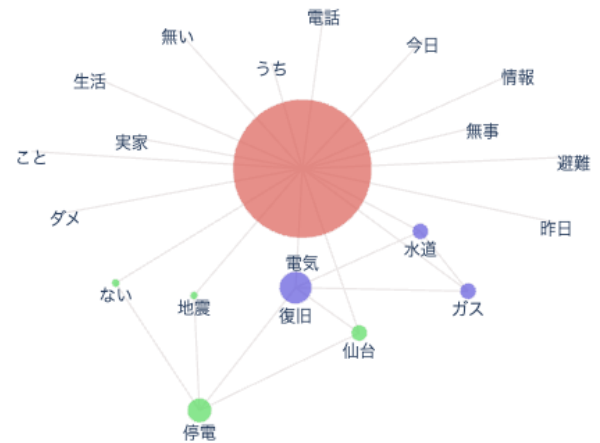 電話
無い
今日
うち
生活
情報
無事
実家
こと
避難
ダメ
昨日
水道
電気
ない
地震
復旧
ガス
仙台
停電